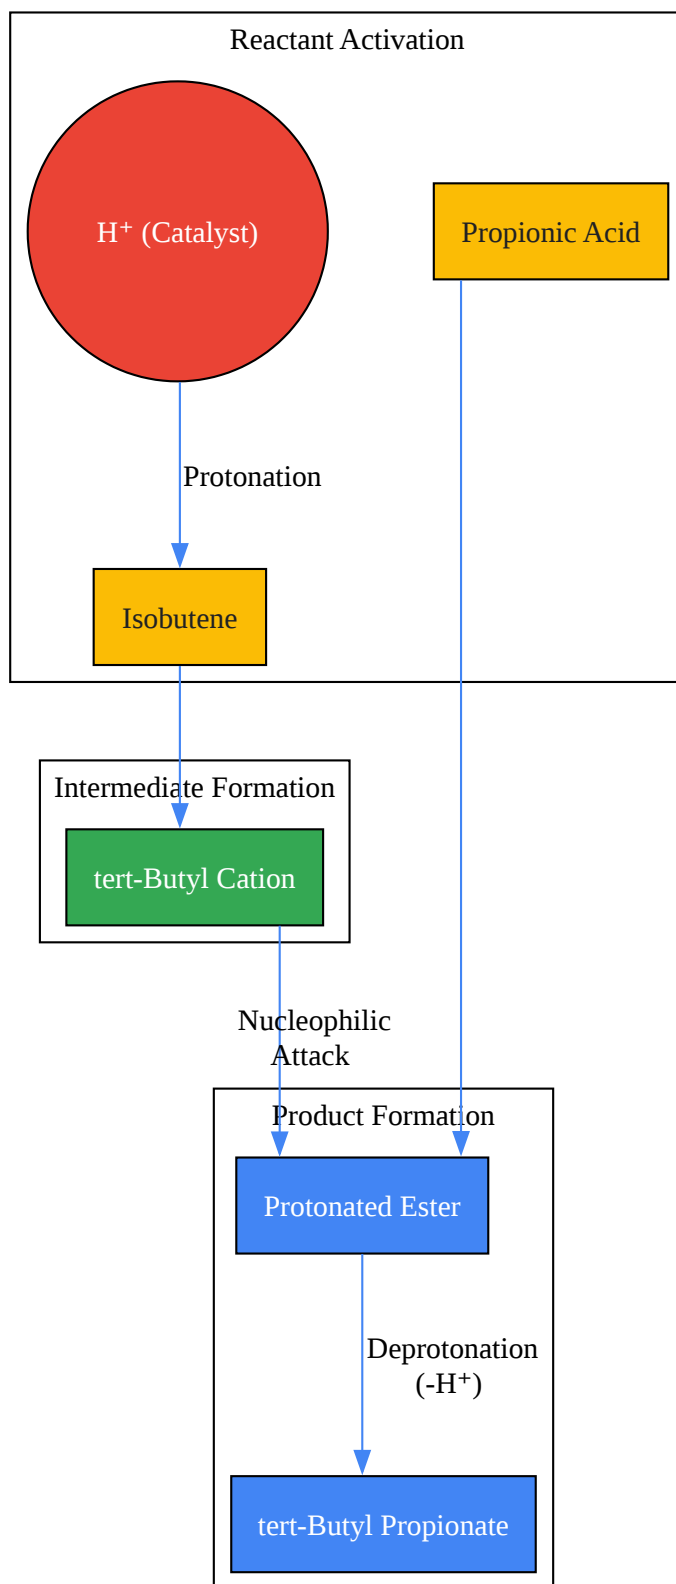 Reactant Activation
H⁺ (Catalyst)
Propionic Acid
Protonation
Isobutene
Intermediate Formation
tert-Butyl Cation
Nucleophilic
Attack
Product Formation
Protonated Ester
Deprotonation
(-H⁺)
tert-Butyl Propionate